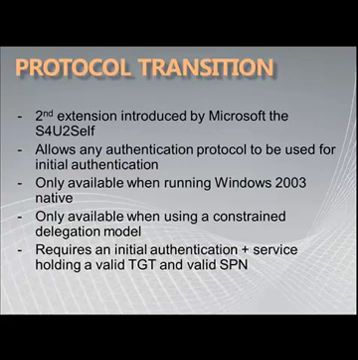 PROTOCOL TRANSITION
- 2nd extension introduced by Microsoft the
S4U2Self
- Allows any authentication protocol to be used for
initial authentication
- Only available when running Windows 2003
native
- Only available when using a constrained
delegation model
- Requires an initial authentication + service
holding a valid TGT and valid SPN